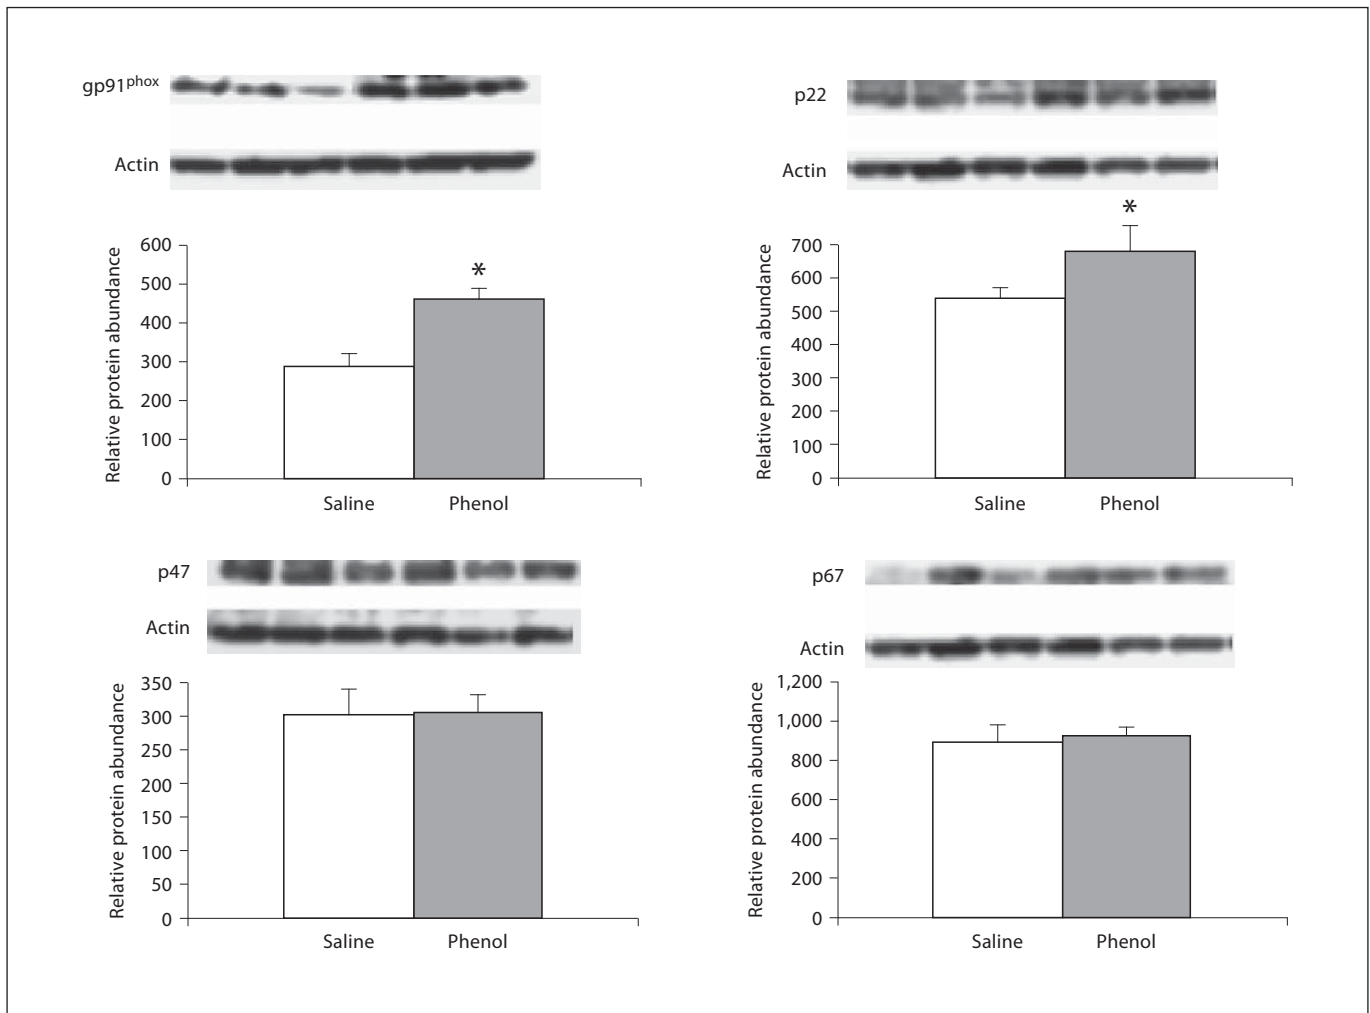 gp91phox
Actin
Relative protein abundance
600
500
400
300
200
100
0
*
Saline Phenol
p22
Actin
Relative protein abundance
700
600
500
400
300
200
100
0
*
Saline Phenol
p47
Actin
Relative protein abundance
350
300
250
200
150
100
50
0
Saline Phenol
p67
Actin
Relative protein abundance
1,200
1,000
800
600
400
200
0
Saline Phenol